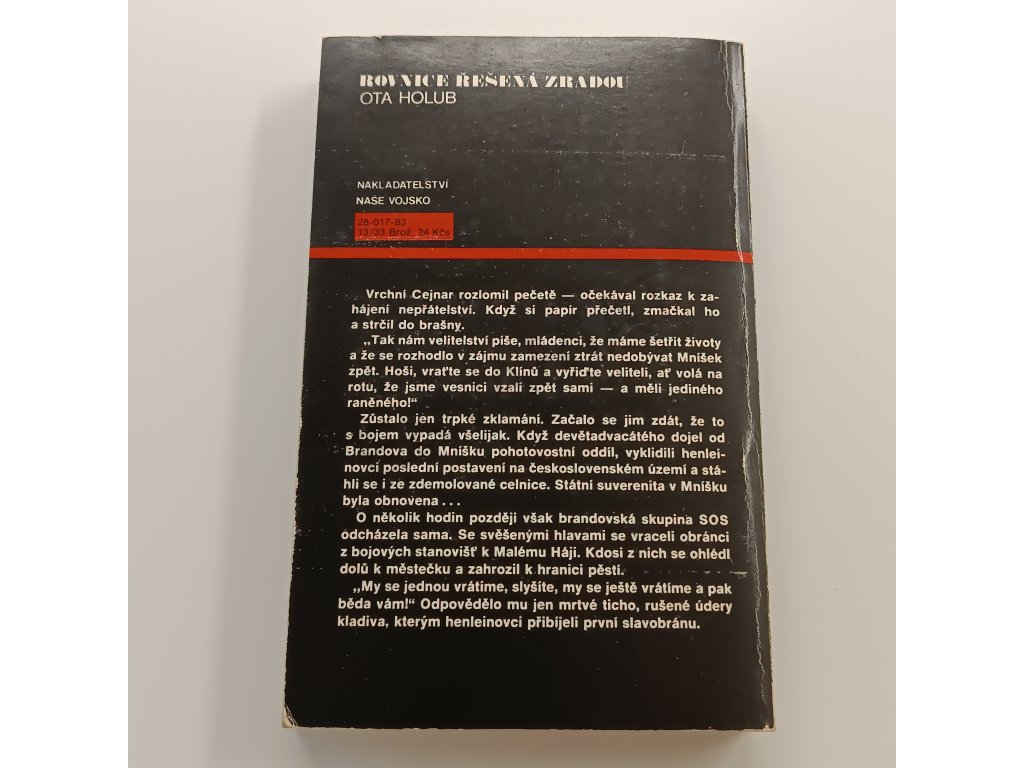 ROVNICE ŘEŠENÁ ZRADOU
OTA HOLUB
NAKLADATELSTVÍ
NAŠE VOJSKO
28-017-83
13/33 Brož. 24 Kčs
Vrchní Cejnar rozlomil pečetě — očekával rozkaz k za-
hájení nepřátelství. Když si papír přečetl, zmačkal ho
a strčil do brašny.
„Tak nám velitelství píše, mládenci, že máme šetřit životy
a že se rozhodlo v zájmu zamezení ztrát nedobývat Mníšek
zpět. Hoši, vraťte se do Klínů a vyřiďte veliteli, ať volá na
rotu, že jsme vesnici vzali zpět sami — a měli jediného
raněného!“
Zůstalo jen trpké zklamání. Začalo se jim zdát, že to
s bojem vypadá všelijak. Když devětadvacátého dojel od
Brandova do Mníšku pohotovostní oddíl, vyklidili henlei-
novci poslední postavení na československém území a stá-
hli se i ze zdemolované celnice. Státní suverenita v Mníšku
byla obnovena...
O několik hodin později však brandovská skupina SOS
odcházela sama. Se svěšenými hlavami se vraceli obránci
z bojových stanovišť k Malému Háji. Kdosi z nich se ohlédl
dolů k městečku a zahrozil k hranici pěstí.
„My se jednou vrátíme, slyšíte, my se ještě vrátíme a pak
běda vám!“ Odpovědělo mu jen mrtvé ticho, rušené údery
kladiva, kterým henleinovci přibíjeli první slavobránu.